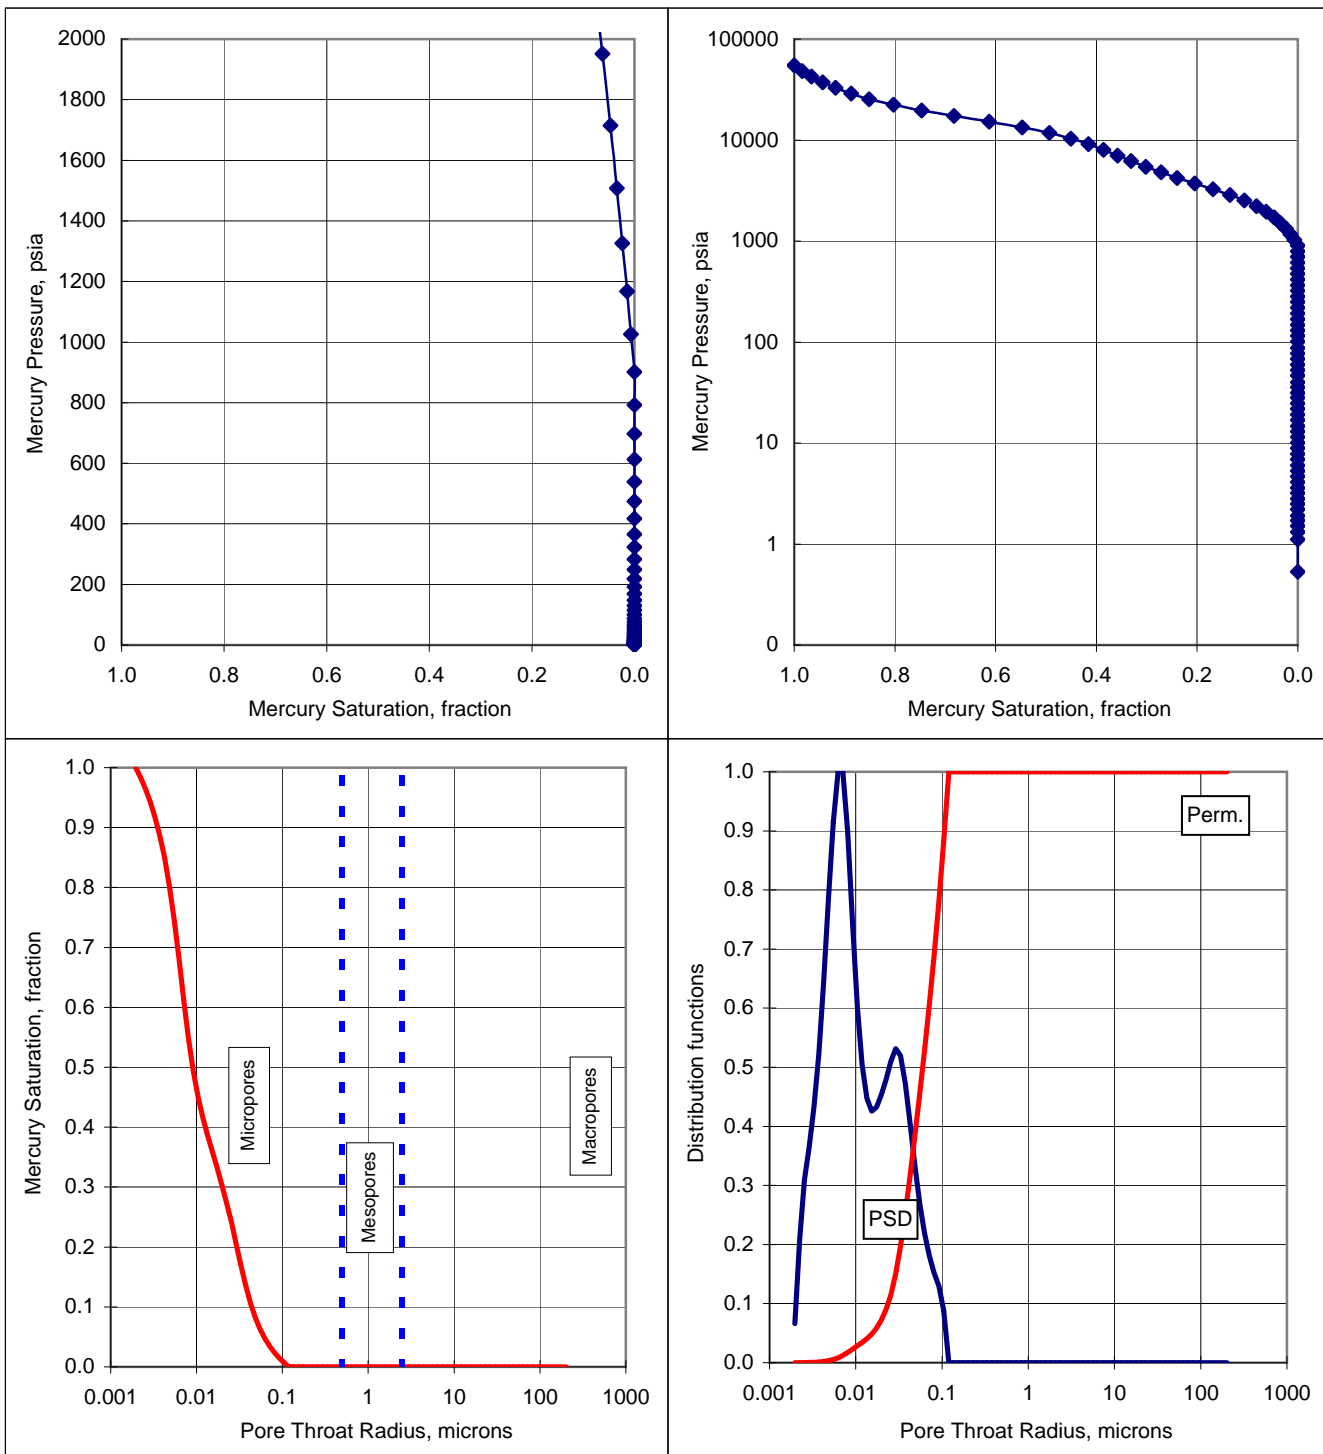 2000
1800
1600
1400
1200
1000
800
600
400
200
0
Mercury Pressure, psia
1.0 0.8 0.6 0.4 0.2 0.0
Mercury Saturation, fraction
100000
10000
1000
100
10
1
0
Mercury Pressure, psia
1.0 0.8 0.6 0.4 0.2 0.0
Mercury Saturation, fraction
1.0
0.9
0.8
0.7
0.6
0.5
0.4
0.3
0.2
0.1
0.0
Mercury Saturation, fraction
Micropores
Mesopores
Macropores
0.001 0.01 0.1 1 10 100 1000
Pore Throat Radius, microns
1.0
0.9
0.8
0.7
0.6
0.5
0.4
0.3
0.2
0.1
0.0
Distribution functions
Perm.
PSD
0.001 0.01 0.1 1 10 100 1000
Pore Throat Radius, microns